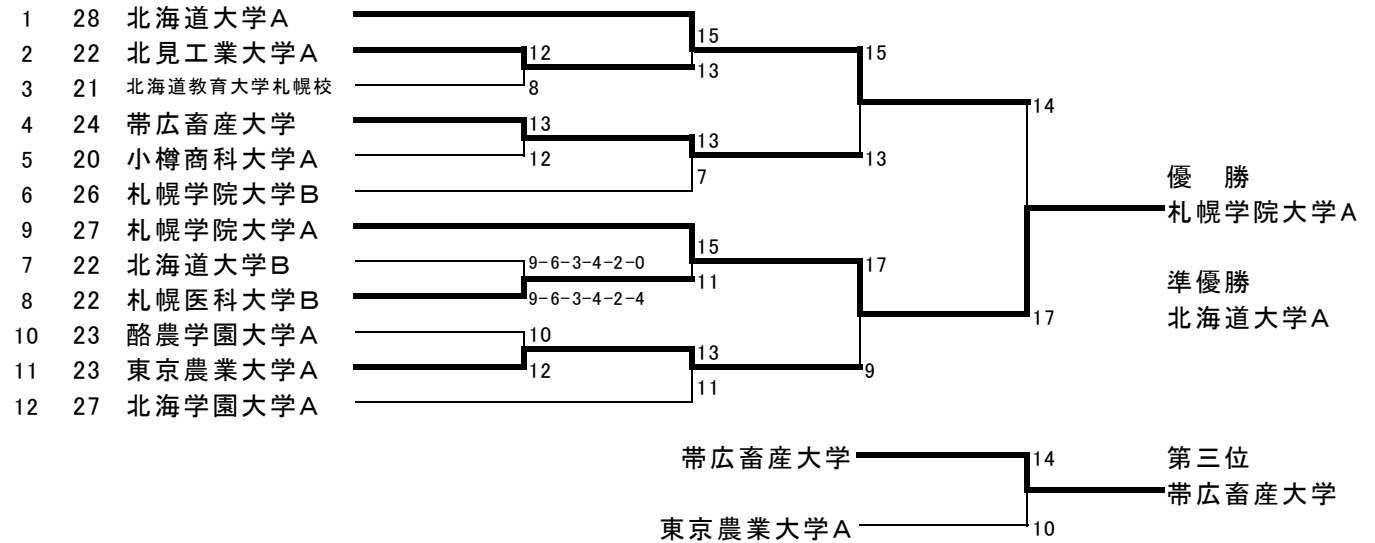 1 28 北海道大学A
15
2 22 北見工業大学A
12
15
13
3 21 北海道教育大学札幌校
8
14
4 24 帯広畜産大学
13
13
5 20 小樽商科大学A
12
13
7
6 26 札幌学院大学B
優 勝
札幌学院大学A
9 27 札幌学院大学A
15
7 22 北海道大学B
9-6-3-4-2-0
17
11
8 22 札幌医科大学B
9-6-3-4-2-4
準優勝
北海道大学A
17
10 23 酪農学園大学A
10
13
11 23 東京農業大学A
12
9
11
12 27 北海学園大学A
帯広畜産大学
14
第三位
帯広畜産大学
東京農業大学A
10